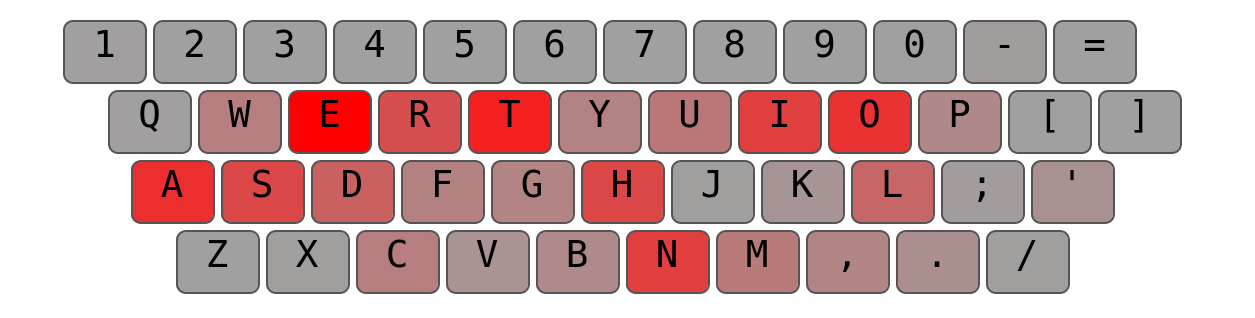 1 2 3 4 5 6 7 8 9 0 - =
Q W E R T Y U I O P [ ]
A S D F G H J K L ; '
Z X C V B N M , . /